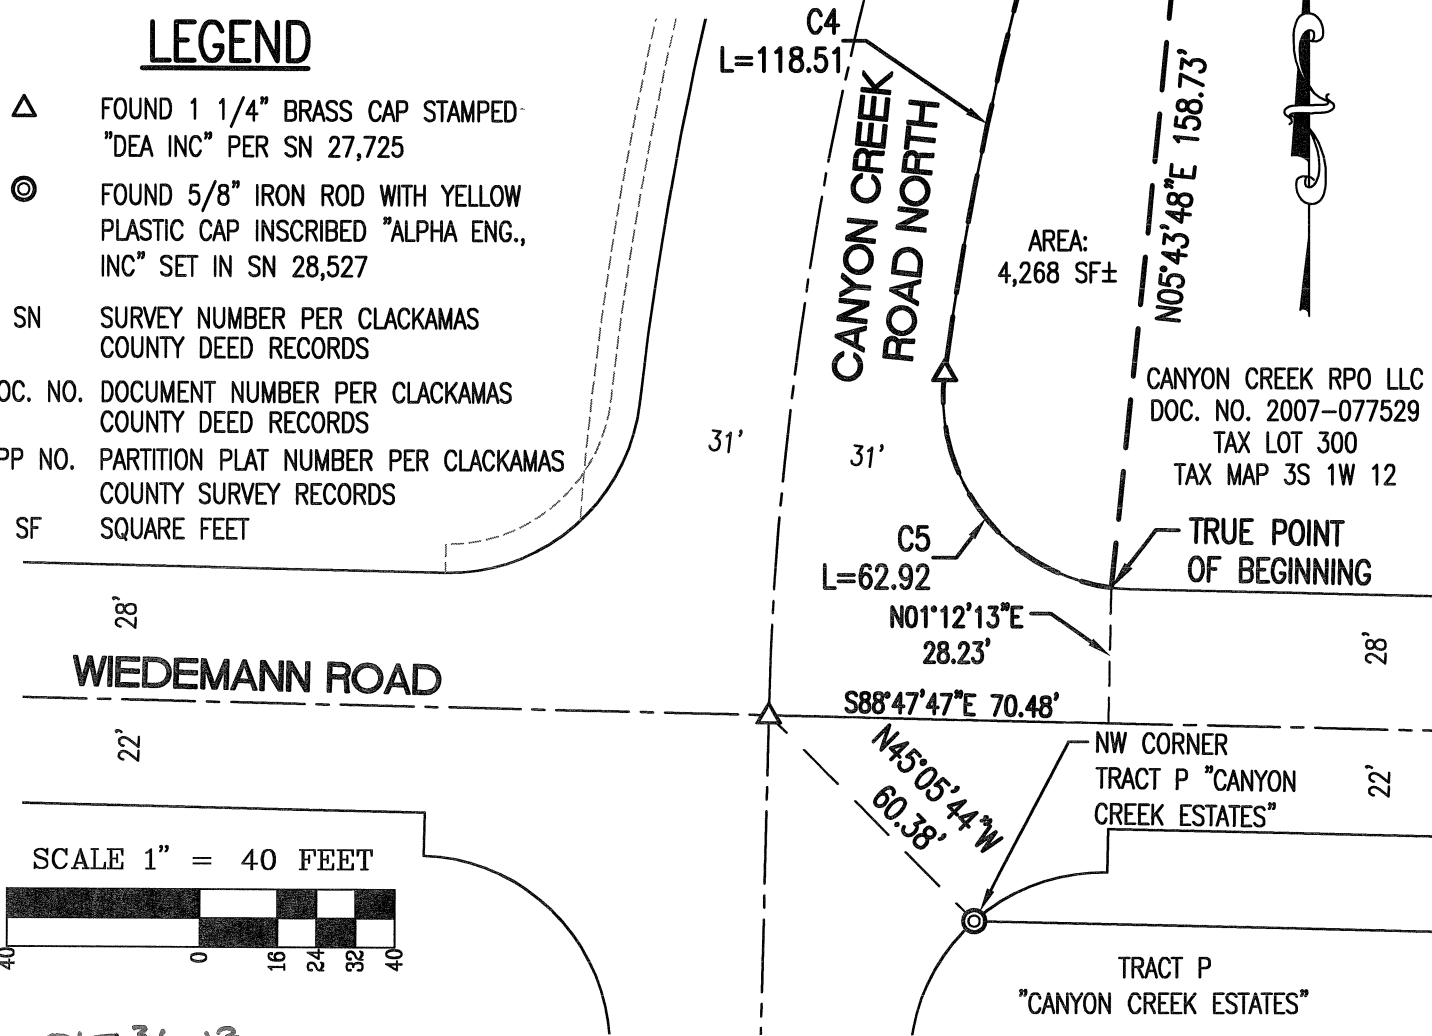 LEGEND
FOUND 1 1/4" BRASS CAP STAMPED
"DEA INC" PER SN 27,725
FOUND 5/8" IRON ROD WITH YELLOW
PLASTIC CAP INSCRIBED "ALPHA ENG.,
INC" SET IN SN 28,527
SN SURVEY NUMBER PER CLACKAMAS
COUNTY DEED RECORDS
OC. NO. DOCUMENT NUMBER PER CLACKAMAS
COUNTY DEED RECORDS
PP NO. PARTITION PLAT NUMBER PER CLACKAMAS
COUNTY SURVEY RECORDS
SF SQUARE FEET
C4
L=118.51
CANYON CREEK
ROAD NORTH
AREA:
4,268 SF±
N05°43'48"E 158.73'
CANYON CREEK RPO LLC
DOC. NO. 2007-077529
TAX LOT 300
TAX MAP 3S 1W 12
31'
31'
C5
L=62.92
TRUE POINT
OF BEGINNING
N01°12'13"E
28.23'
28'
28'
WIEDEMANN ROAD
S88°47'47"E 70.48'
22'
22'
N45°05'44"W
60.38'
NW CORNER
TRACT P "CANYON
CREEK ESTATES"
SCALE 1" = 40 FEET
40 0 16 24 32 40
TRACT P
"CANYON CREEK ESTATES"